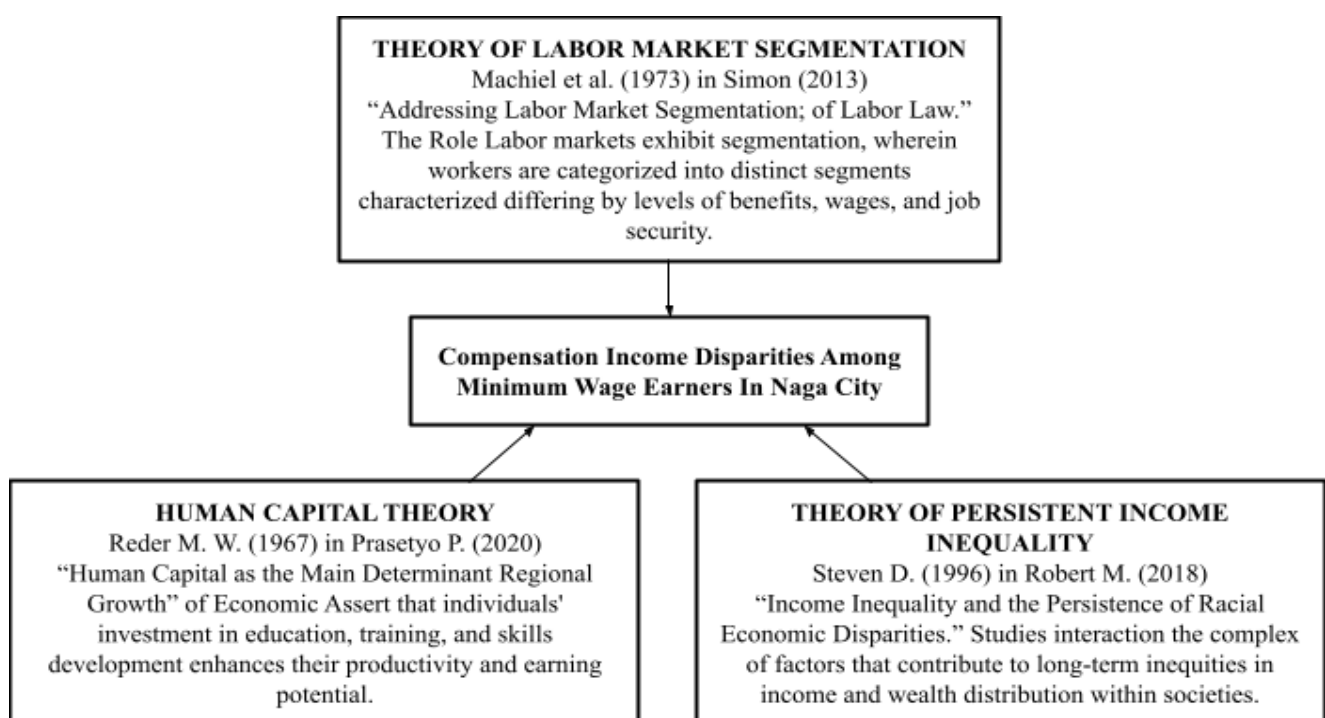 THEORY OF LABOR MARKET SEGMENTATION
Machiel et al. (1973) in Simon (2013)
“Addressing Labor Market Segmentation; of Labor Law.”
The Role Labor markets exhibit segmentation, wherein
workers are categorized into distinct segments
characterized differing by levels of benefits, wages, and job
security.
Compensation Income Disparities Among
Minimum Wage Earners In Naga City
HUMAN CAPITAL THEORY
Reder M. W. (1967) in Prasetyo P. (2020)
“Human Capital as the Main Determinant Regional
Growth” of Economic Assert that individuals'
investment in education, training, and skills
development enhances their productivity and earning
potential.
THEORY OF PERSISTENT INCOME
INEQUALITY
Steven D. (1996) in Robert M. (2018)
“Income Inequality and the Persistence of Racial
Economic Disparities.” Studies interaction the complex
of factors that contribute to long-term inequities in
income and wealth distribution within societies.